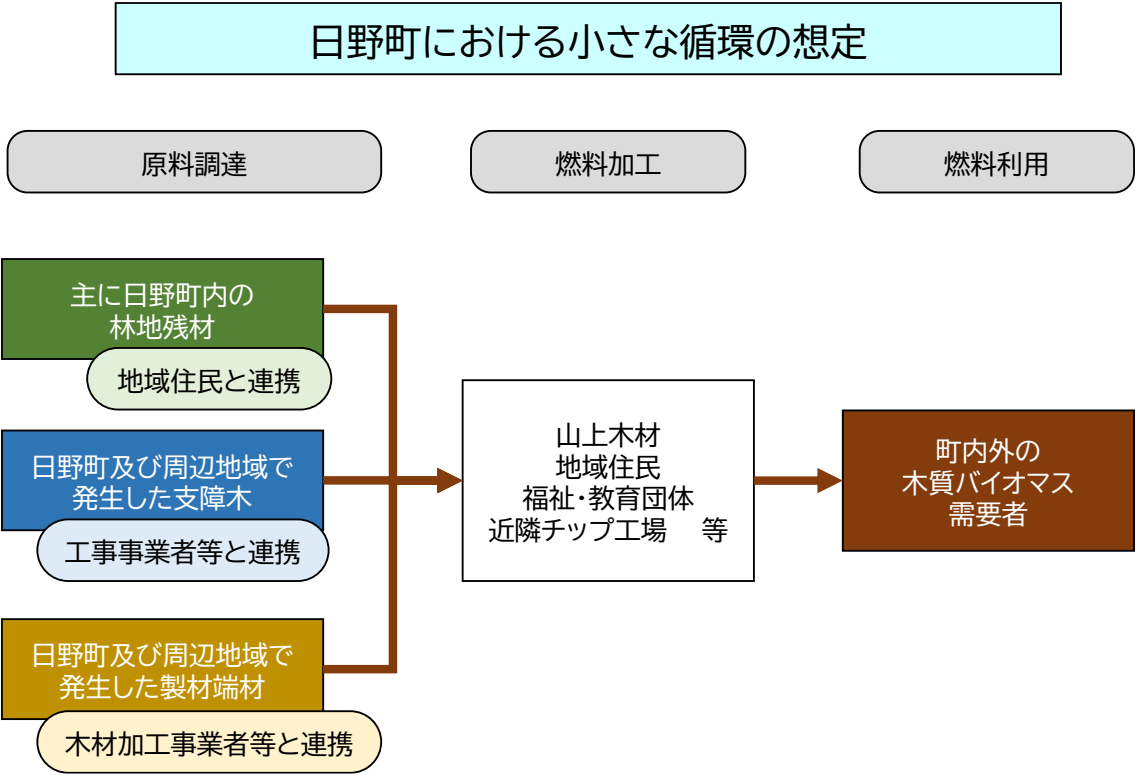 日野町における小さな循環の想定
原料調達
燃料加工
燃料利用
主に日野町内の
林地残材
地域住民と連携
日野町及び周辺地域で
発生した支障木
工事事業者等と連携
日野町及び周辺地域で
発生した製材端材
木材加工事業者等と連携
山上木材
地域住民
福祉・教育団体
近隣チップ工場　等
町内外の
木質バイオマス
需要者